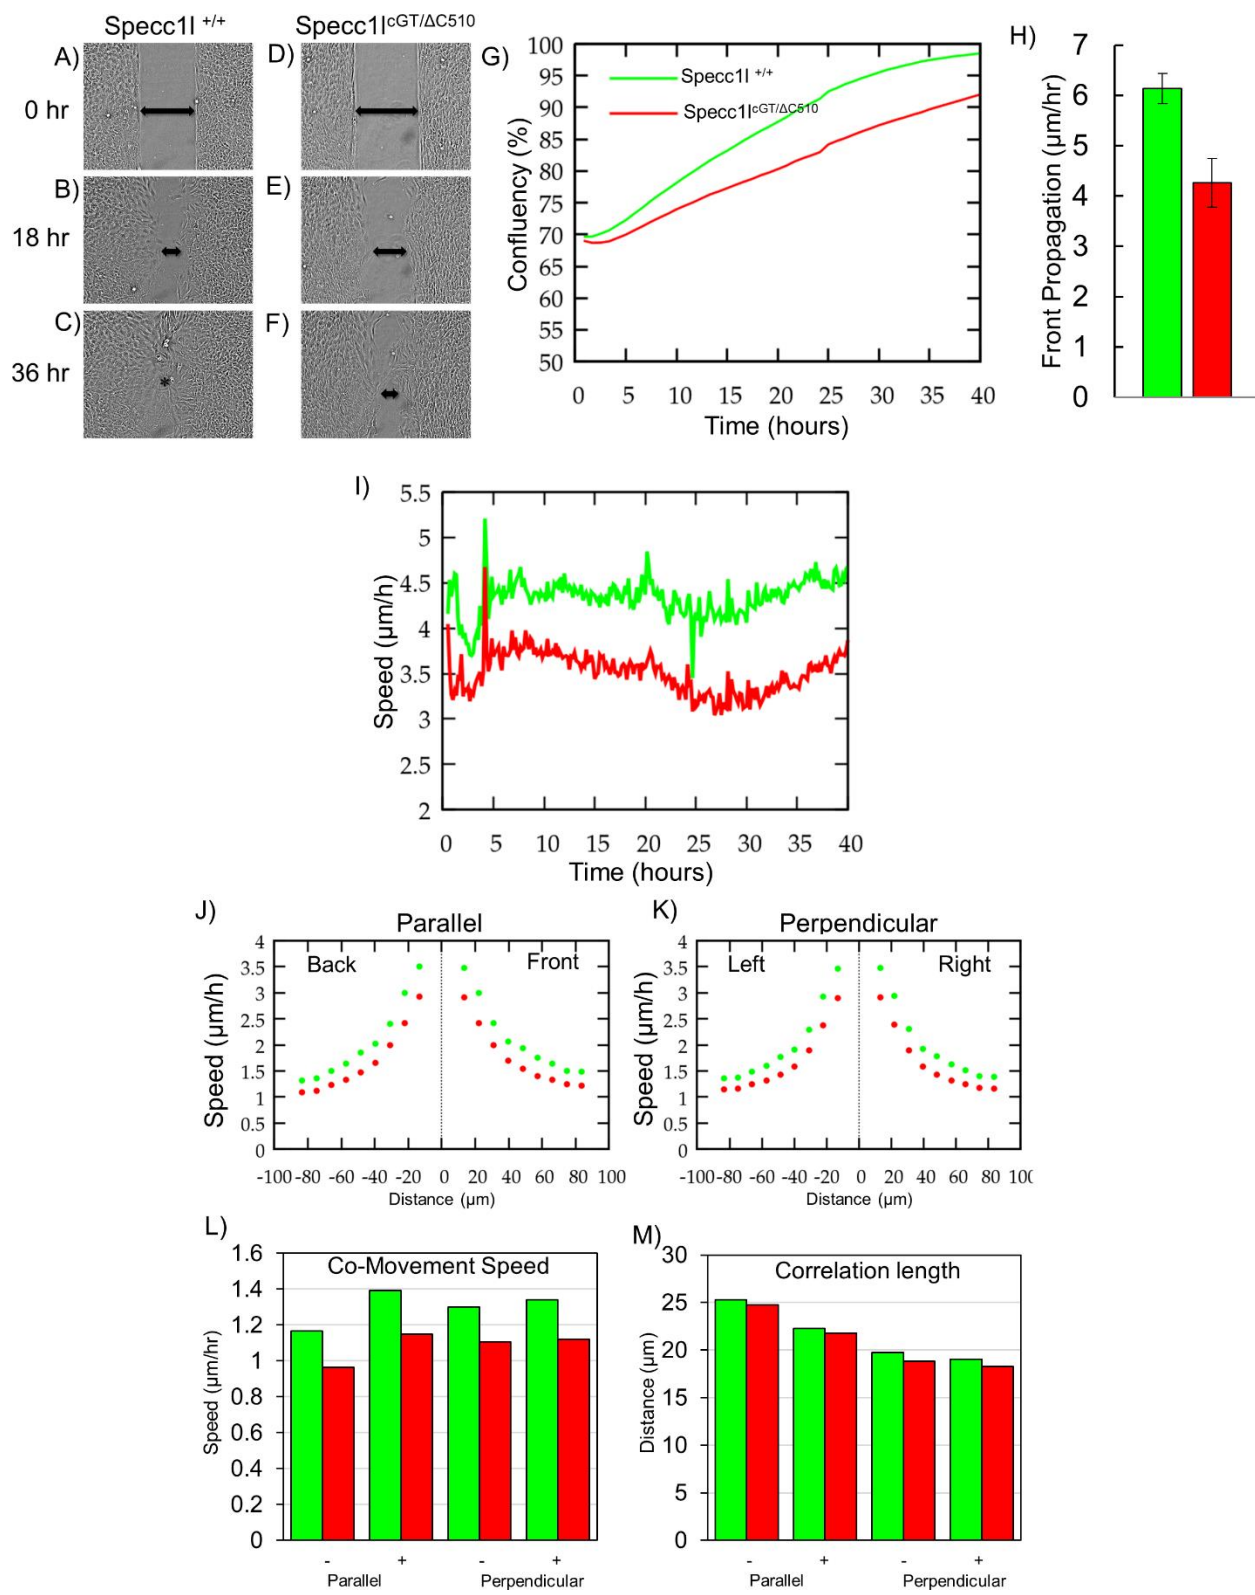 Specc1l +/+
Specc1lcGT/ΔC510
A)
D)
0 hr
B)
E)
18 hr
C)
F)
36 hr
*
G)
Confluency (%)
100
95
90
85
80
75
70
65
60
55
50
Specc1l +/+
Specc1lcGT/ΔC510
0 5 10 15 20 25 30 35 40
Time (hours)
H)
Front Propagation (µm/hr)
7
6
5
4
3
2
1
0
I)
Speed (µm/h)
5.5
5
4.5
4
3.5
3
2.5
2
0 5 10 15 20 25 30 35 40
Time (hours)
J)
Parallel
Back Front
Speed (µm/h)
4
3.5
3
2.5
2
1.5
1
0.5
0
-100 -80 -60 -40 -20 0 20 40 60 80 100
Distance (µm)
K)
Perpendicular
Left Right
Speed (µm/h)
4
3.5
3
2.5
2
1.5
1
0.5
0
-100 -80 -60 -40 -20 0 20 40 60 80 100
Distance (µm)
L)
Co-Movement Speed
Speed (µm/hr)
1.6
1.4
1.2
1
0.8
0.6
0.4
0.2
0
- + - +
Parallel Perpendicular
M)
Correlation length
Distance (µm)
30
25
20
15
10
5
0
- + - +
Parallel Perpendicular